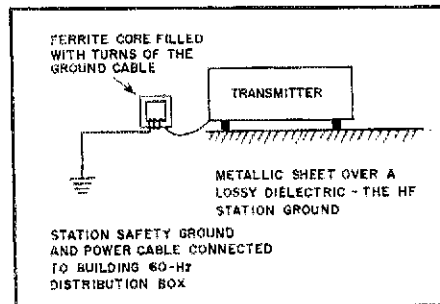 FERRITE CORE FILLED
WITH TURNS OF THE
GROUND CABLE
TRANSMITTER
METALLIC SHEET OVER A
LOSSY DIELECTRIC - THE HF
STATION GROUND
STATION SAFETY GROUND
AND POWER CABLE CONNECTED
TO BUILDING 60-Hz
DISTRIBUTION BOX